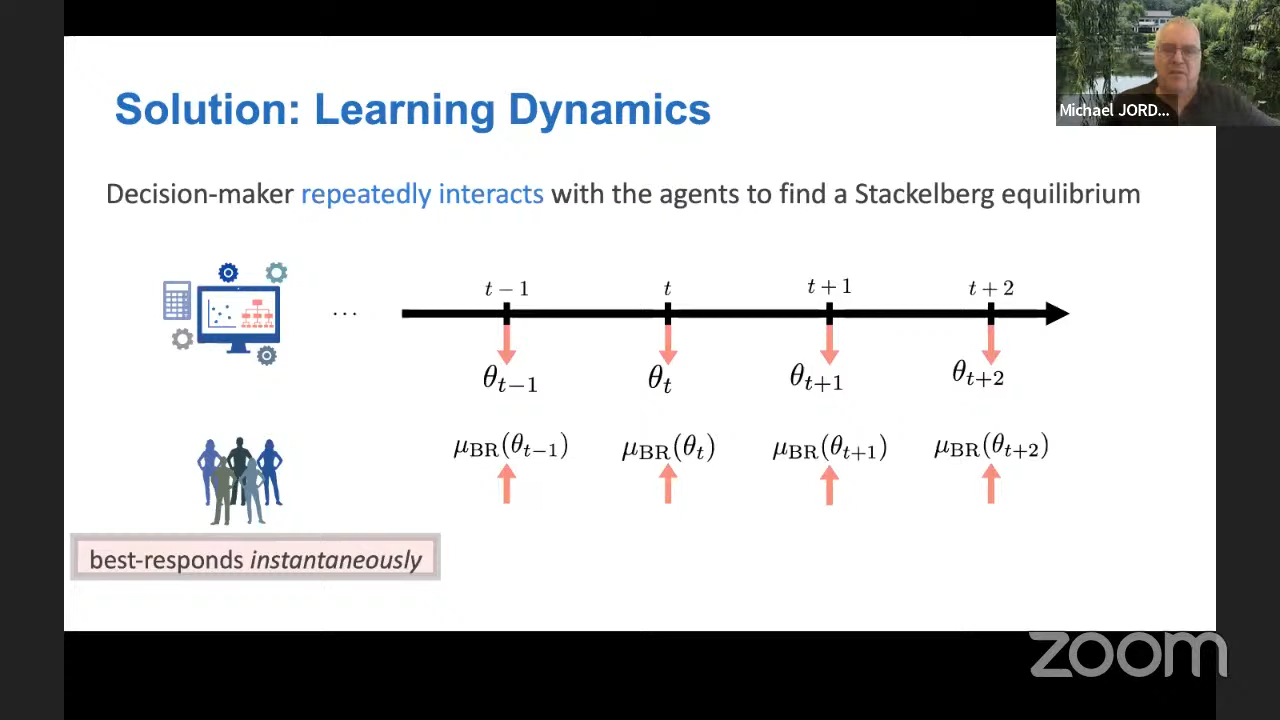 Michael JORD...
Solution: Learning Dynamics
Decision-maker repeatedly interacts with the agents to find a Stackelberg equilibrium
...
t − 1
t
t + 1
t + 2
θt−1
θt
θt+1
θt+2
μBR(θt−1)
μBR(θt)
μBR(θt+1)
μBR(θt+2)
best-responds instantaneously
zoom